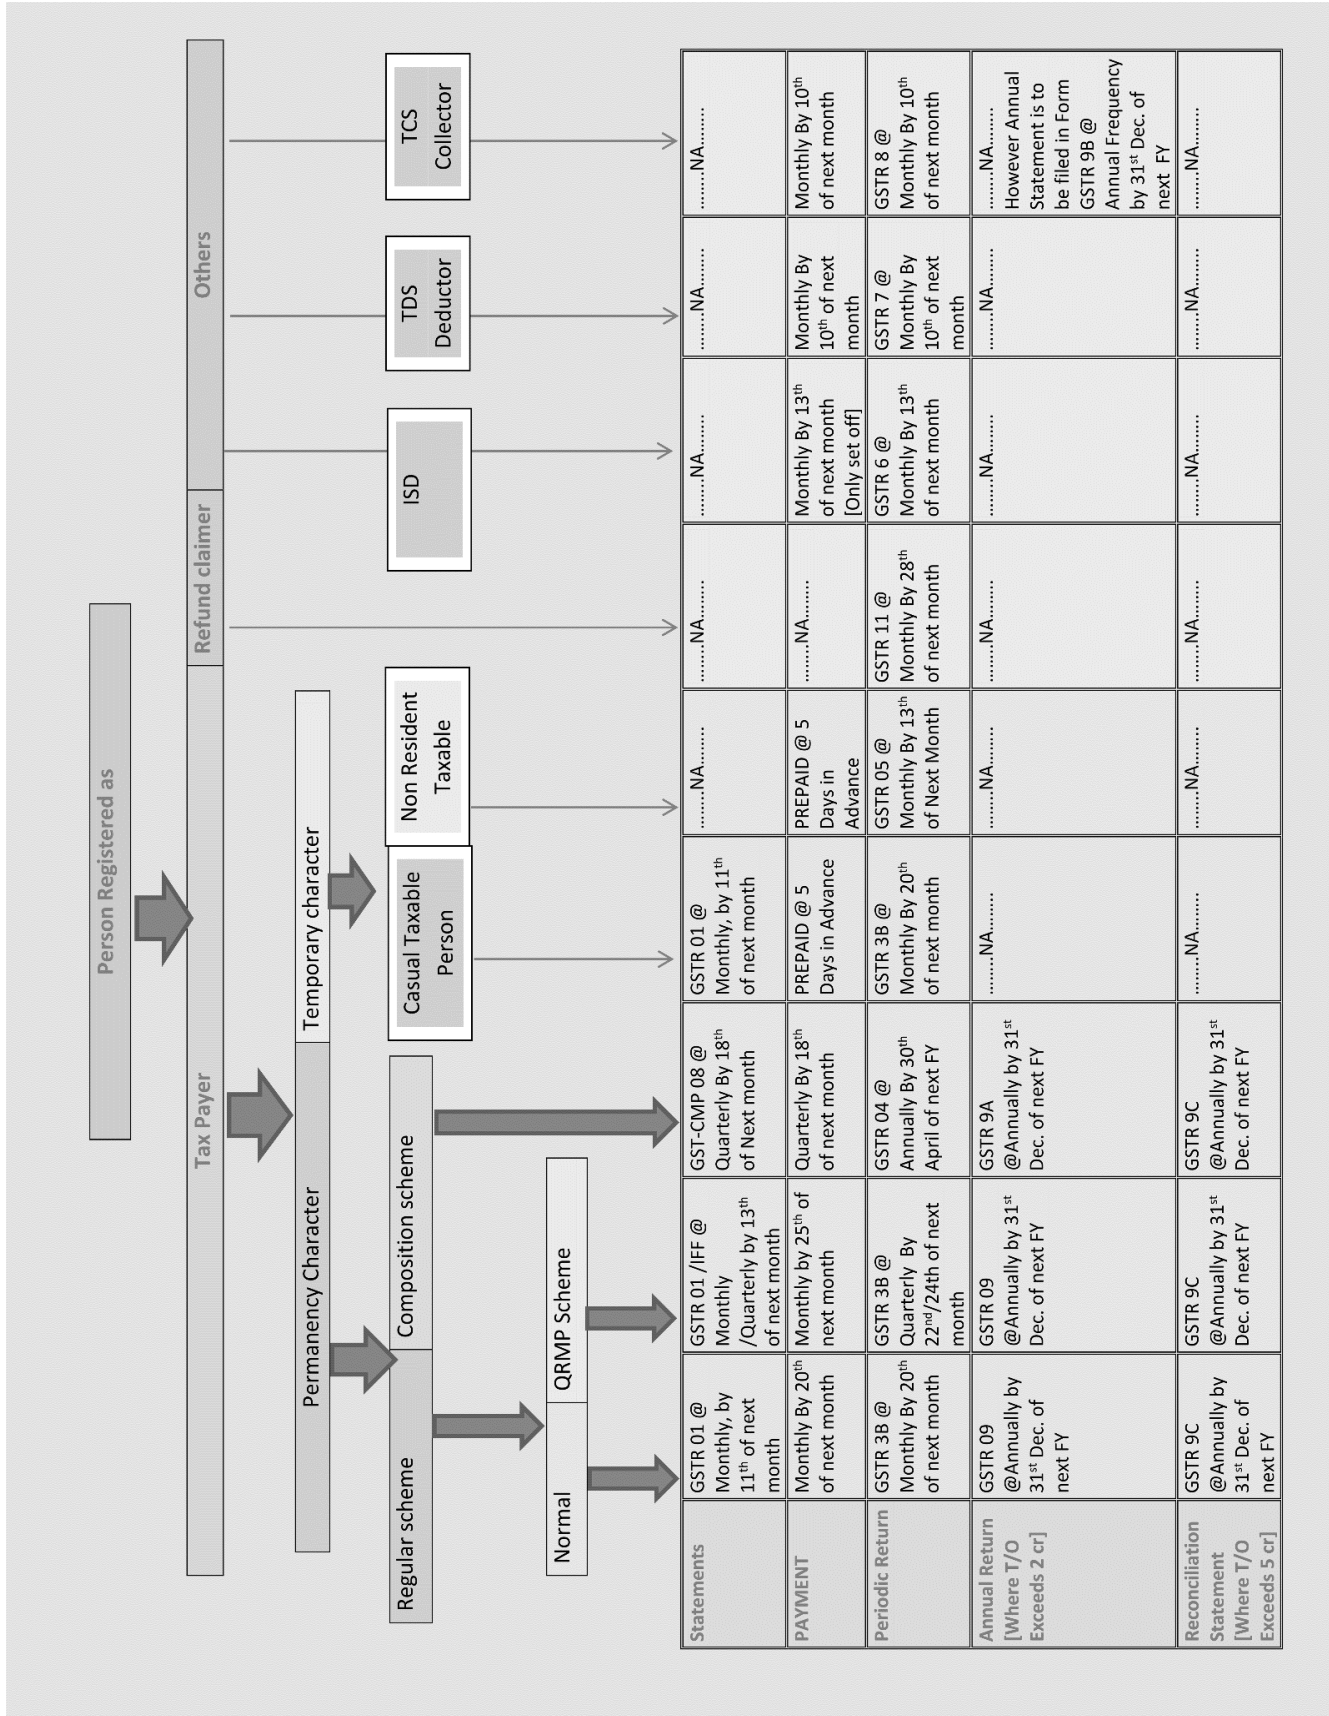 Person Registered as
Tax Payer
Refund claimer
Others
Permanency Character
Temporary character
Regular scheme
Composition scheme
Casual Taxable
Person
Non Resident
Taxable
ISD
TDS
Deductor
TCS
Collector
Normal
QRMP Scheme
Statements
GSTR 01 @
Monthly, by
11th of next
month
GSTR 01 /IFF @
Monthly
/Quarterly by 13th
of next month
GST-CMP 08 @
Quarterly By 18th
of Next month
GSTR 01 @
Monthly, by 11th
of next month
........NA........
........NA........
........NA........
........NA........
........NA........
PAYMENT
Monthly By 20th
of next month
Monthly by 25th of
next month
Quarterly By 18th
of next month
PREPAID @ 5
Days in Advance
PREPAID @ 5
Days in
Advance
........NA........
Monthly By 13th
of next month
[Only set off]
Monthly By
10th of next
month
Monthly By 10th
of next month
Periodic Return
GSTR 3B @
Monthly By 20th
of next month
GSTR 3B @
Quarterly By
22nd/24th of next
month
GSTR 04 @
Annually By 30th
April of next FY
GSTR 3B @
Monthly By 20th
of next month
GSTR 05 @
Monthly By 13th
of Next Month
GSTR 11 @
Monthly By 28th
of next month
GSTR 6 @
Monthly By 13th
of next month
GSTR 7 @
Monthly By
10th of next
month
GSTR 8 @
Monthly By 10th
of next month
Annual Return
[Where T/O
Exceeds 2 cr]
GSTR 09
@Annually by
31st Dec. of
next FY
GSTR 09
@Annually by 31st
Dec. of next FY
GSTR 9A
@Annually by 31st
Dec. of next FY
........NA........
........NA........
........NA........
........NA........
........NA........
........NA........
However Annual
Statement is to
be filed in Form
GSTR 9B @
Annual Frequency
by 31st Dec. of
next FY
Reconciliation
Statement
[Where T/O
Exceeds 5 cr]
GSTR 9C
@Annually by
31st Dec. of
next FY
GSTR 9C
@Annually by 31st
Dec. of next FY
GSTR 9C
@Annually by 31st
Dec. of next FY
........NA........
........NA........
........NA........
........NA........
........NA........
........NA........